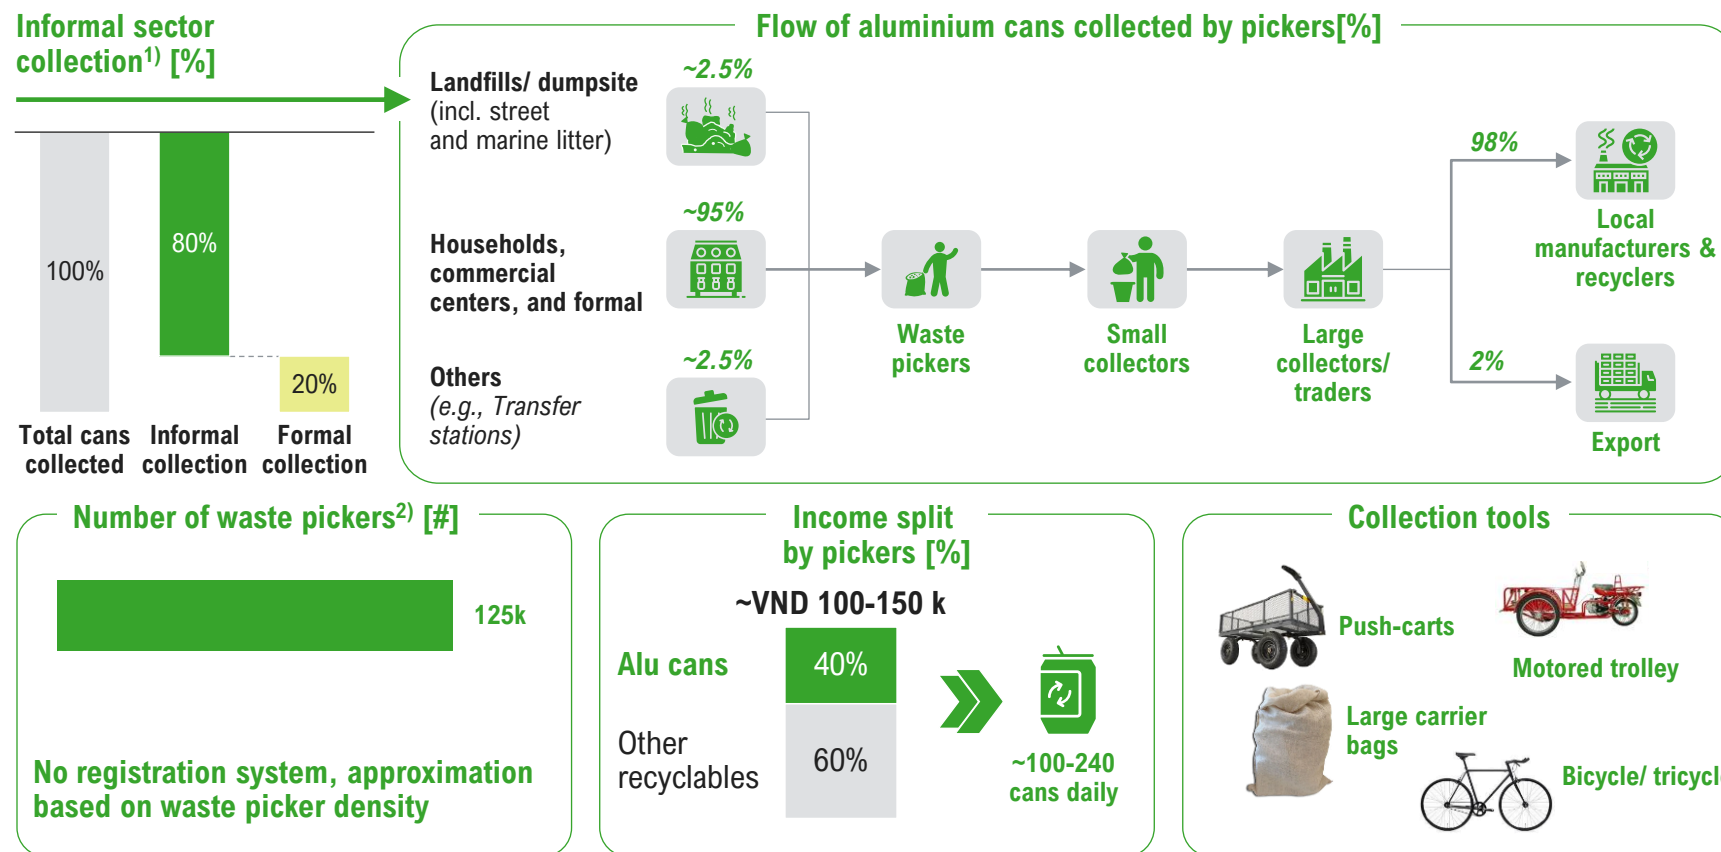 Informal sector
collection1) [%]
100%
80%
20%
Total cans
collected
Informal
collection
Formal
collection
Flow of aluminium cans collected by pickers[%]
Landfills/ dumpsite
(incl. street
and marine litter)
~2.5%
Households,
commercial
centers, and formal
~95%
Others
(e.g., Transfer
stations)
~2.5%
Waste
pickers
Small
collectors
Large
collectors/
traders
98%
Local
manufacturers &
recyclers
2%
Export
Number of waste pickers2) [#]
125k
No registration system, approximation
based on waste picker density
Income split
by pickers [%]
~VND 100-150 k
Alu cans
40%
Other
recyclables
60%
~100-240
cans daily
Collection tools
Push-carts
Motored trolley
Large carrier
bags
Bicycle/ tricycl